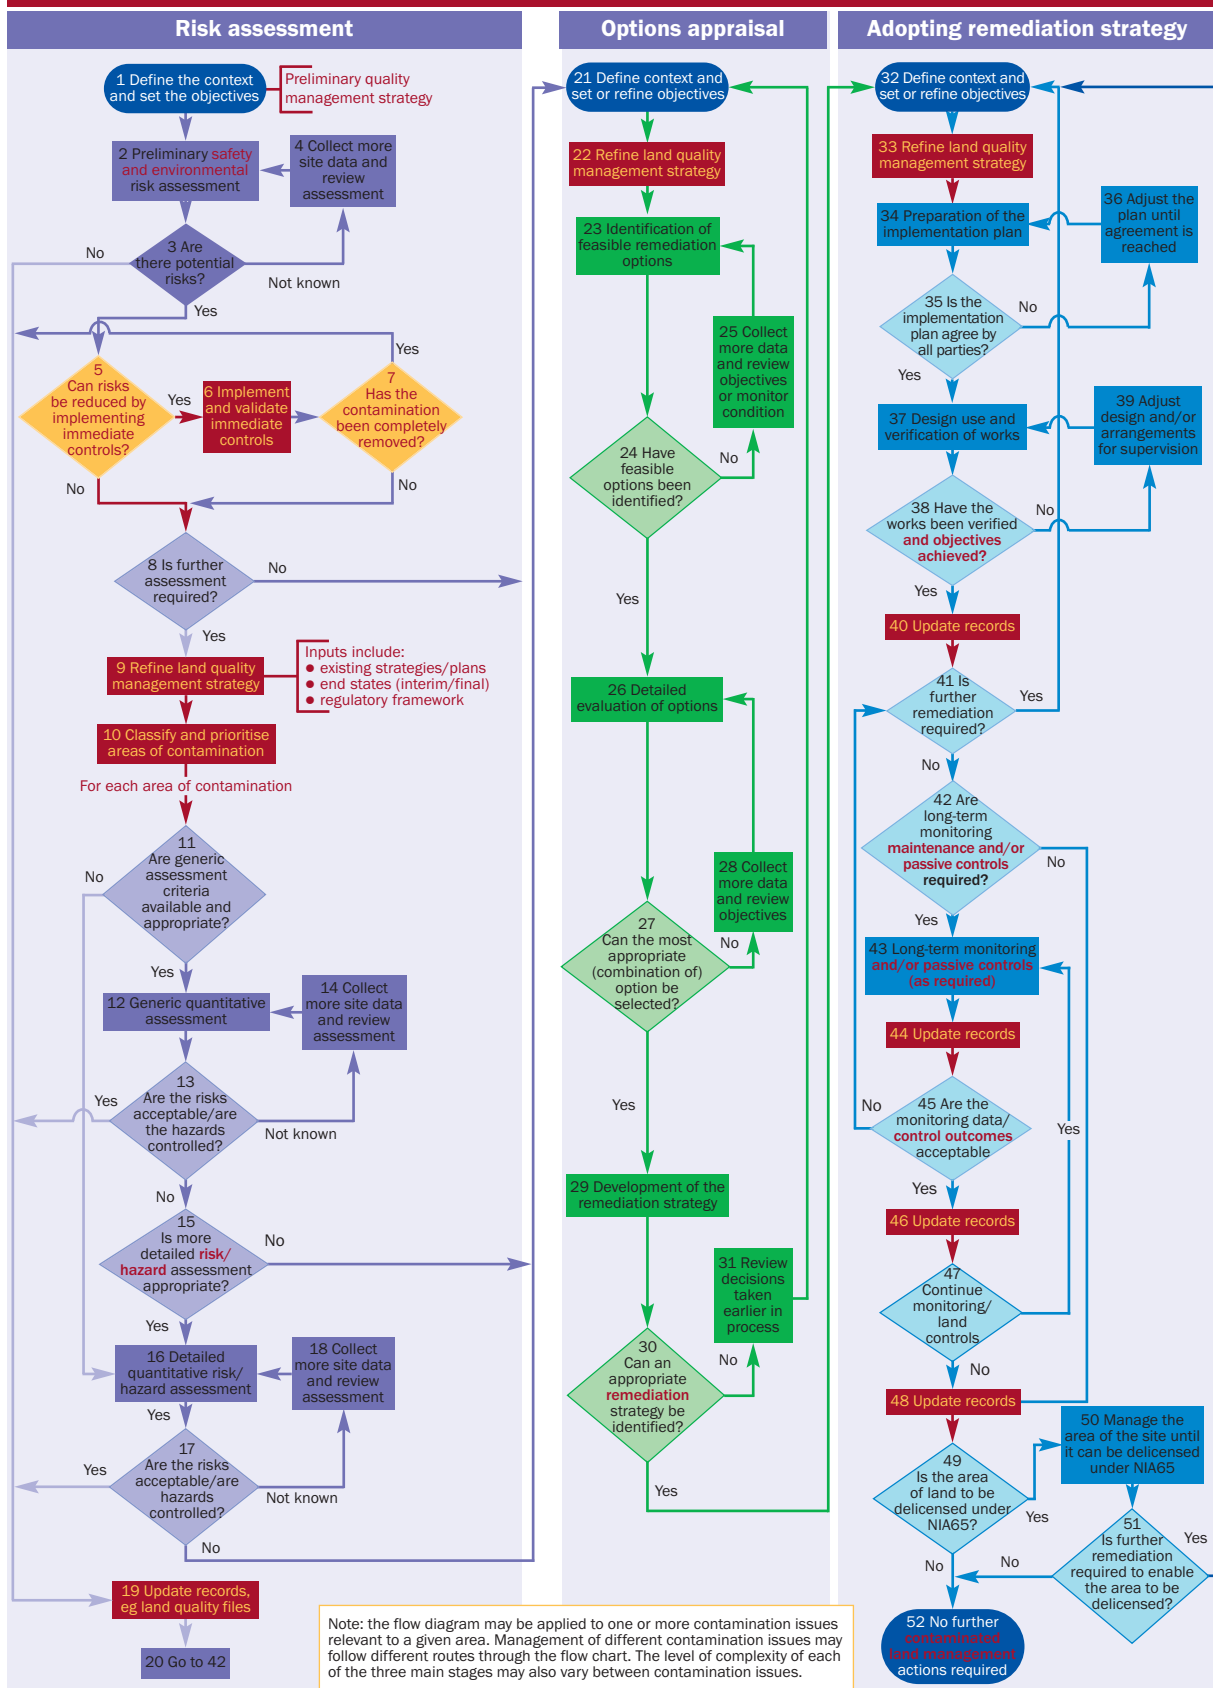 Risk assessment
1 Define the context
and set the objectives
Preliminary quality
management strategy
2 Preliminary safety
and environmental
risk assessment
4 Collect more
site data and
review
assessment
3 Are
there potential
risks?
No
Not known
Yes
5
Can risks
be reduced by
implementing
immediate
controls?
Yes
6 Implement
and validate
immediate
controls
7
Has the
contamination
been completely
removed?
Yes
No
No
8 Is further
assessment
required?
No
Yes
9 Refine land quality
management strategy
Inputs include:
● existing strategies/plans
● end states (interim/final)
● regulatory framework
10 Classify and prioritise
areas of contamination
For each area of contamination
11
Are generic
assessment
criteria
available and
appropriate?
No
Yes
12 Generic quantitative
assessment
14 Collect
more site data
and review
assessment
13
Are the risks
acceptable/are
the hazards
controlled?
Yes
Not known
No
15
Is more
detailed risk/
hazard assessment
appropriate?
No
Yes
16 Detailed
quantitative risk/
hazard assessment
18 Collect
more site data
and review
assessment
Yes
17
Are the risks
acceptable/are
hazards
controlled?
Yes
Not known
No
19 Update records,
eg land quality files
20 Go to 42
Options appraisal
21 Define context and
set or refine objectives
22 Refine land quality
management strategy
23 Identification of
feasible remediation
options
25 Collect
more data
and review
objectives
or monitor
condition
24 Have
feasible
options been
identified?
No
Yes
26 Detailed
evaluation of options
28 Collect
more data
and review
objectives
27
Can the most
appropriate
(combination of)
option be
selected?
No
Yes
29 Development of the
remediation strategy
31 Review
decisions
taken
earlier in
process
30
Can an
appropriate
remediation
strategy be
identified?
No
Yes
Adopting remediation strategy
32 Define context and
set or refine objectives
33 Refine land quality
management strategy
34 Preparation of the
implementation plan
36 Adjust the
plan until
agreement is
reached
35 Is the
implementation
plan agree by
all parties?
No
Yes
37 Design use and
verification of works
39 Adjust
design and/or
arrangements
for supervision
38 Have the
works been verified
and objectives
achieved?
No
Yes
40 Update records
41 Is
further
remediation
required?
Yes
No
42 Are
long-term
monitoring
maintenance and/or
passive controls
required?
No
Yes
43 Long-term monitoring
and/or passive controls
(as required)
44 Update records
45 Are the
monitoring data/
control outcomes
acceptable
No
Yes
Yes
46 Update records
47
Continue
monitoring/
land
controls
No
48 Update records
50 Manage the
area of the site until
it can be delicensed
under NIA65
49
Is the area
of land to be
delicensed under
NIA65?
Yes
No
51
Is further
remediation
required to enable
the area to be
delicensed?
Yes
No
52 No further
contaminated
land management
actions required
Note: the flow diagram may be applied to one or more contamination issues
relevant to a given area. Management of different contamination issues may
follow different routes through the flow chart. The level of complexity of each
of the three main stages may also vary between contamination issues.